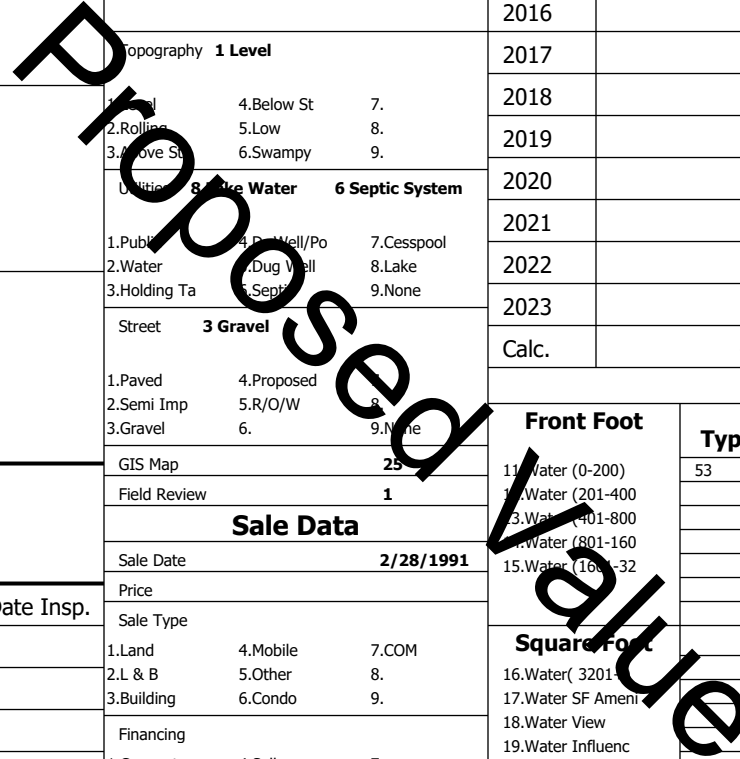 Topography 1 Level
4.Below St 7.
2.Rolling 5.Low 8.
3.Above St 6.Swampy 9.
Utilities 8 Lake Water 6 Septic System
4.Dr Well/Po 7.Cesspool
2.Water 5.Dug Well 8.Lake
3.Holding Ta 6.Septic 9.None
Street 3 Gravel
1.Paved 4.Proposed
2.Semi Imp 5.R/O/W 8.
3.Gravel 6. 9.None
GIS Map 25
Field Review 1
Sale Data
Sale Date 2/28/1991
Price
Sale Type
1.Land 4.Mobile 7.COM
2.L & B 5.Other 8.
3.Building 6.Condo 9.
Financing
Date Insp.
2016
2017
2018
2019
2020
2021
2022
2023
Calc.
Front Foot
Typ
11.Water (0-200) 53
12.Water (201-400
13.Water (401-800
14.Water (801-160
15.Water (1601-32
Square Foot
16.Water( 3201-
17.Water SF Ameni
18.Water View
19.Water Influenc
Proposed Value